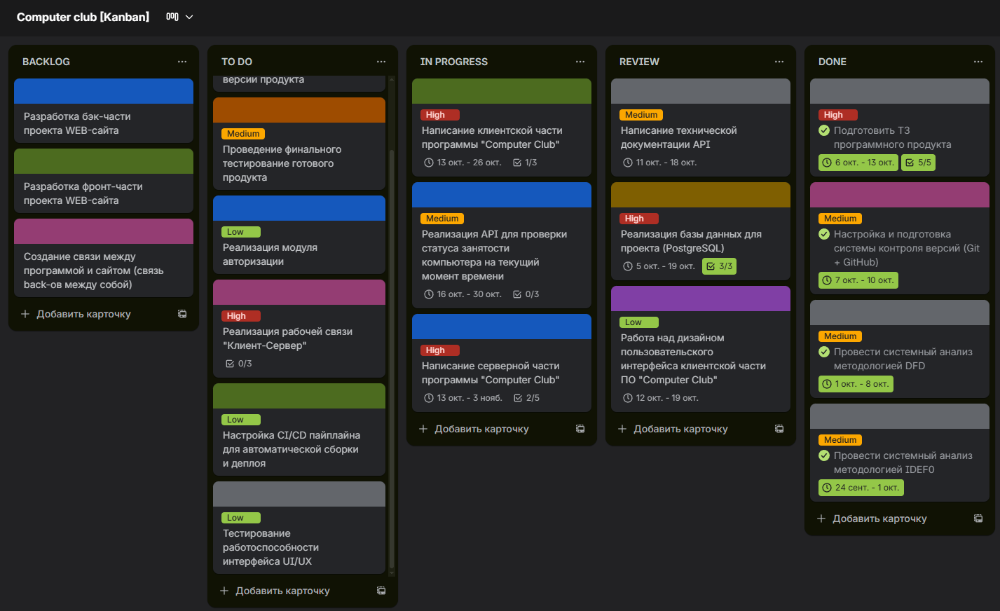 Computer club [Kanban]
BACKLOG
Разработка бэк-части
проекта WEB-сайта
Разработка фронт-части
проекта WEB-сайта
Создание связи между
программой и сайтом (связь
back-ов между собой)
Добавить карточку
TO DO
версии продукта
Medium
Проведение финального
тестирование готового
продукта
Low
Реализация модуля
авторизации
High
Реализация рабочей связи
"Клиент-Сервер"
0/3
Low
Настройка CI/CD пайплайна
для автоматической сборки
и деплоя
Low
Тестирование
работоспособности
интерфейса UI/UX
Добавить карточку
IN PROGRESS
High
Написание клиентской части
программы "Computer Club"
13 окт. - 26 окт. 1/3
Medium
Реализация API для проверки
статуса занятости
компьютера на текущий
момент времени
16 окт. - 30 окт. 0/3
High
Написание серверной части
программы "Computer Club"
13 окт. - 3 нояб. 2/5
Добавить карточку
REVIEW
Medium
Написание технической
документации API
11 окт. - 18 окт.
High
Реализация базы данных для
проекта (PostgreSQL)
5 окт. - 19 окт. 3/3
Low
Работа над дизайном
пользовательского
интерфейса клиентской части
ПО "Computer Club"
12 окт. - 19 окт.
Добавить карточку
DONE
High
Подготовить ТЗ
программного продукта
6 окт. - 13 окт. 5/5
Medium
Настройка и подготовка
системы контроля версий (Git
+ GitHub)
7 окт. - 10 окт.
Medium
Провести системный анализ
методологией DFD
1 окт. - 8 окт.
Medium
Провести системный анализ
методологией IDEF0
24 сент. - 1 окт.
Добавить карточку